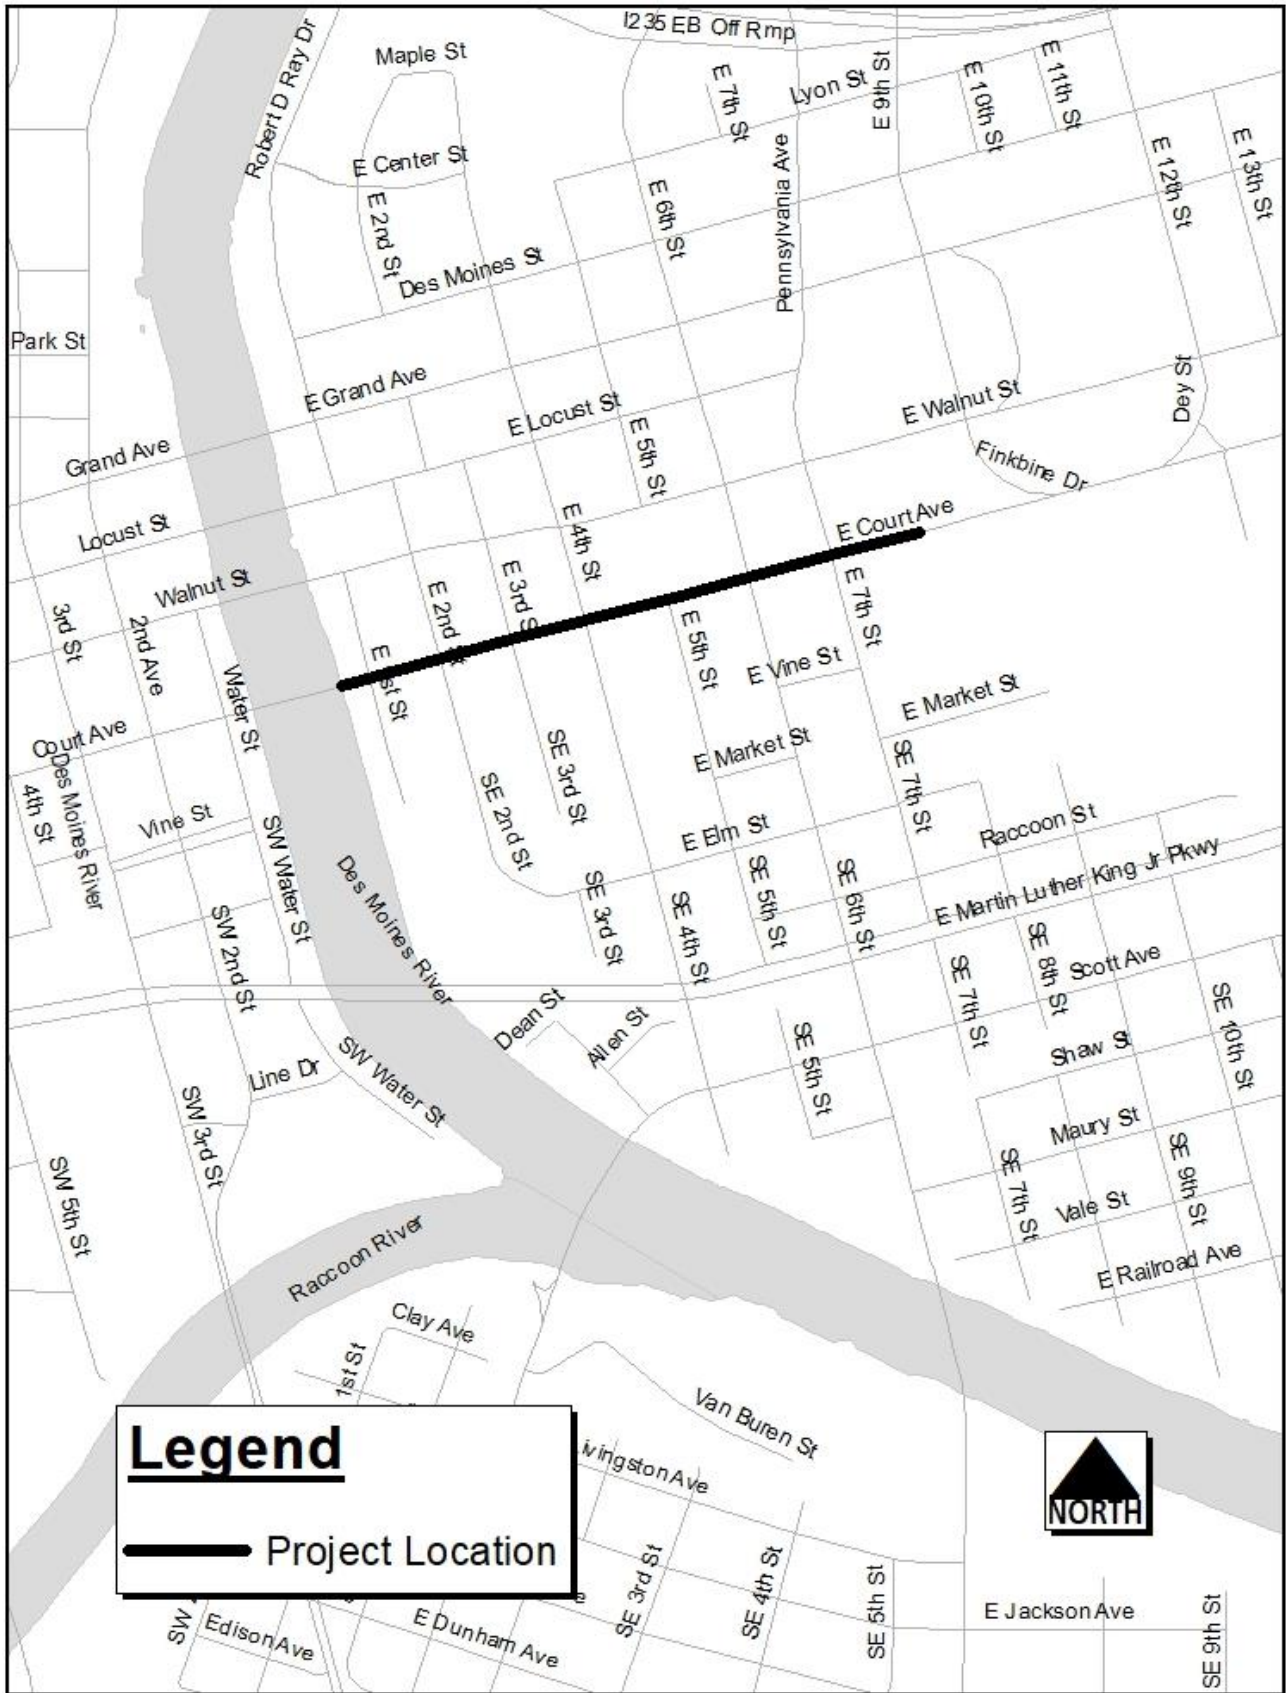 I235 EB Off Rmp
Robert D Ray Dr
Maple St
E 7th St
Lyon St
E 9th St
E 10th St
E 11th St
E Center St
E 2nd St
E 6th St
Pennsylvania Ave
E 12th St
E 13th St
Des Moines St
Park St
E Grand Ave
E Locust St
E 5th St
E Walnut St
Dey St
Grand Ave
Finkbine Dr
Locust St
E 4th St
E Court Ave
Walnut St
3rd St
2nd Ave
E 2nd St
E 3rd St
E 7th St
E 1st St
E 5th St
E Vine St
Water St
E Market St
Court Ave
E Market St
Des Moines River
4th St
Vine St
SE 3rd St
SE 2nd St
SE 7th St
SW Water St
E Elm St
Raccoon St
Des Moines River
SE 3rd St
SE 4th St
SE 5th St
SE 6th St
E Martin Luther King Jr Pkwy
SW 2nd St
SE 7th St
SE 8th St
Scott Ave
SE 10th St
Dean St
Allen St
SE 5th St
Shaw St
Line Dr
SW Water St
SW 3rd St
Maury St
SW 5th St
SE 7th St
SE 9th St
Vale St
Raccoon River
E Railroad Ave
Clay Ave
1st St
Van Buren St
Legend
Livingston Ave
NORTH
Project Location
SE 3rd St
SE 4th St
SE 5th St
E Jackson Ave
SE 9th St
SW
Edison Ave
E Dunham Ave